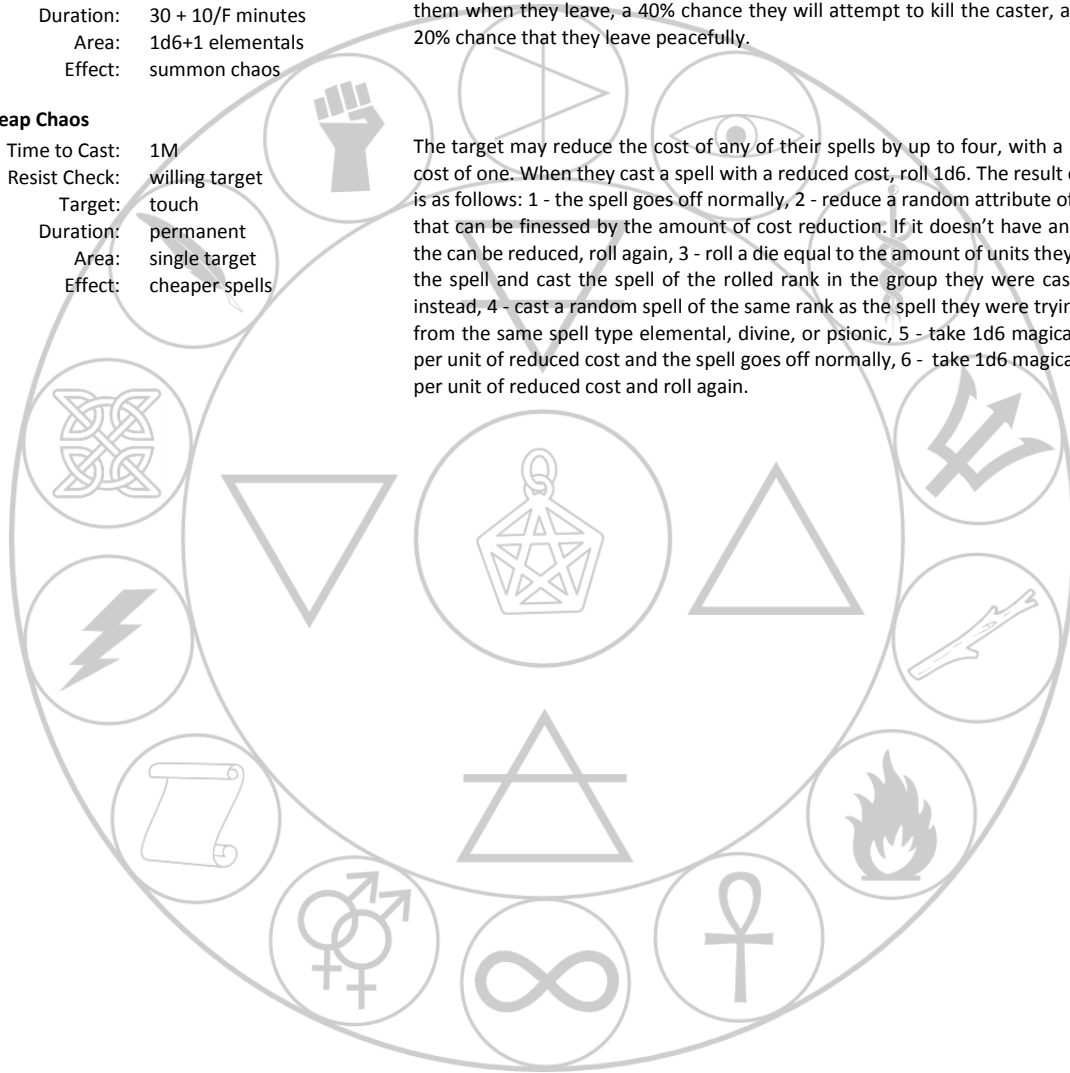 Duration: 30 + 10/F minutes
Area: 1d6+1 elementals
Effect: summon chaos
them when they leave, a 40% chance they will attempt to kill the caster, a
20% chance that they leave peacefully.
eap Chaos
Time to Cast: 1M
Resist Check: willing target
Target: touch
Duration: permanent
Area: single target
Effect: cheaper spells
The target may reduce the cost of any of their spells by up to four, with a
cost of one. When they cast a spell with a reduced cost, roll 1d6. The result
is as follows: 1 - the spell goes off normally, 2 - reduce a random attribute of
that can be finessed by the amount of cost reduction. If it doesn’t have an
the can be reduced, roll again, 3 - roll a die equal to the amount of units they
the spell and cast the spell of the rolled rank in the group they were cas
instead, 4 - cast a random spell of the same rank as the spell they were tryin
from the same spell type elemental, divine, or psionic, 5 - take 1d6 magica
per unit of reduced cost and the spell goes off normally, 6 - take 1d6 magica
per unit of reduced cost and roll again.